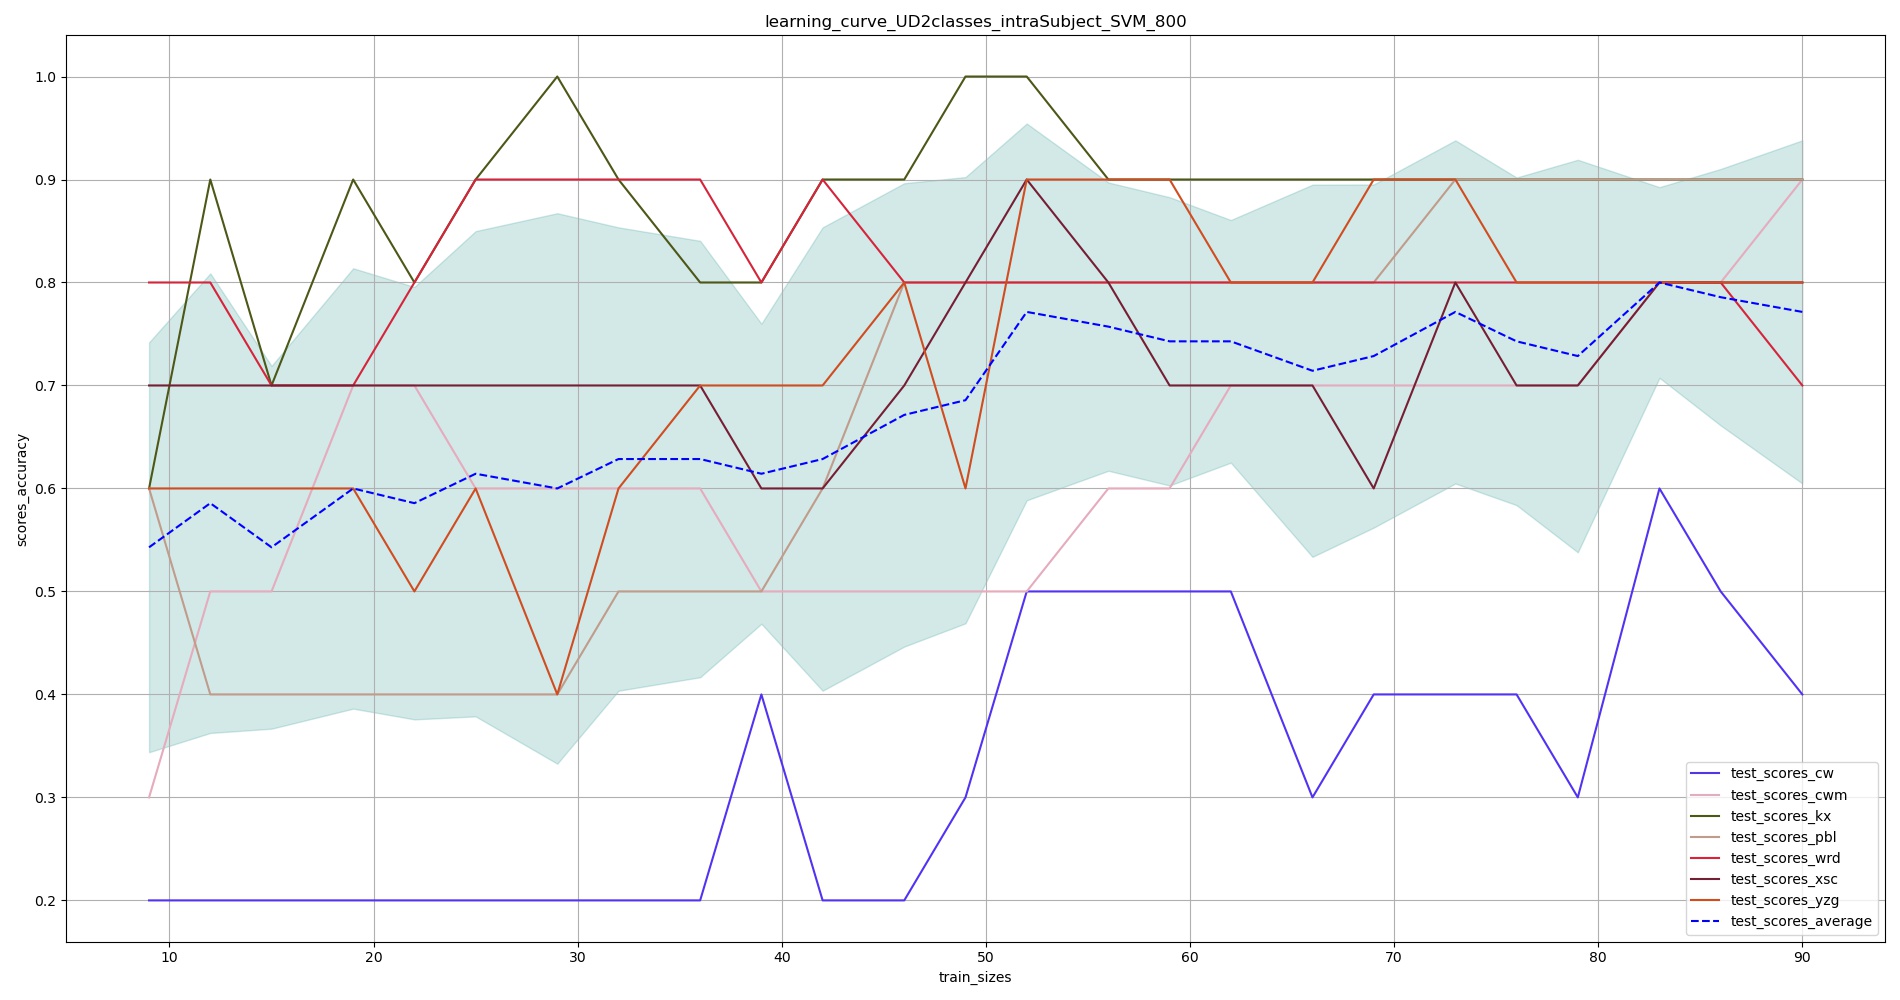 learning_curve_UD2classes_intraSubject_SVM_800
1.0
0.9
0.8
0.7
0.6
0.5
0.4
0.3
0.2
scores_accuracy
10 20 30 40 50 60 70 80 90
train_sizes
test_scores_cw
test_scores_cwm
test_scores_kx
test_scores_pbl
test_scores_wrd
test_scores_xsc
test_scores_yzg
test_scores_average